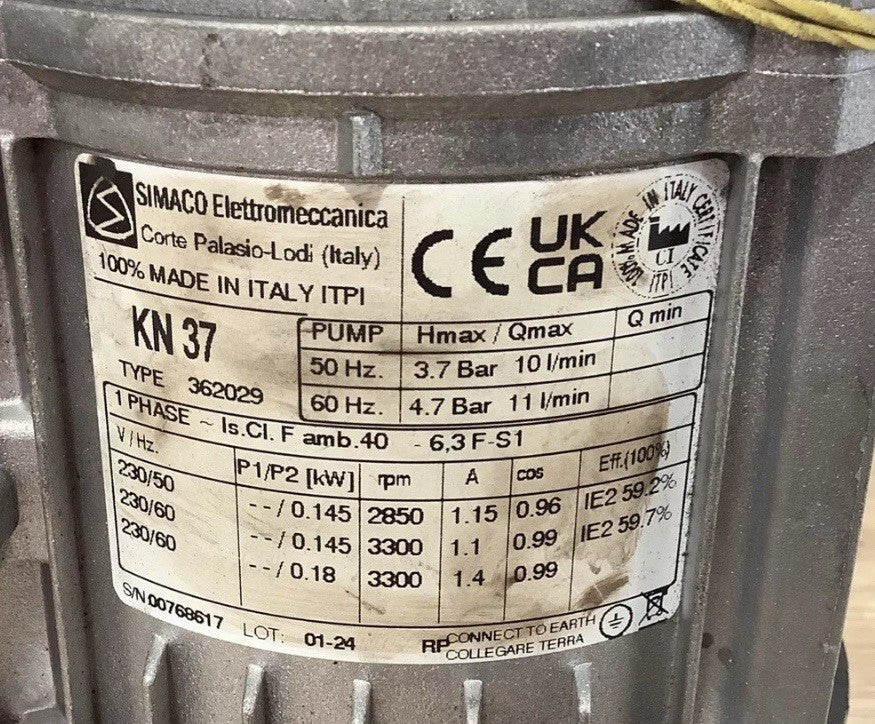 SIMACO Elettromeccanica
Corte Palasio-Lodi (Italy)
100% MADE IN ITALY ITPI
CE UK CA
100% MADE IN ITALY CERTIFICATE
CI
ITPI
KN 37
TYPE 362029
PUMP Hmax / Qmax Q min
50 Hz. 3.7 Bar 10 l/min
60 Hz. 4.7 Bar 11 l/min
1 PHASE ~ Is.Cl. F amb.40 - 6,3 F-S1
V/Hz. P1/P2 [kW] rpm A cos Eff.(100%)
230/50 --/0.145 2850 1.15 0.96 IE2 59.2%
230/60 --/0.145 3300 1.1 0.99 IE2 59.7%
230/60 --/0.18 3300 1.4 0.99
S/N 00768617 LOT: 01-24 RP CONNECT TO EARTH
COLLEGARE TERRA